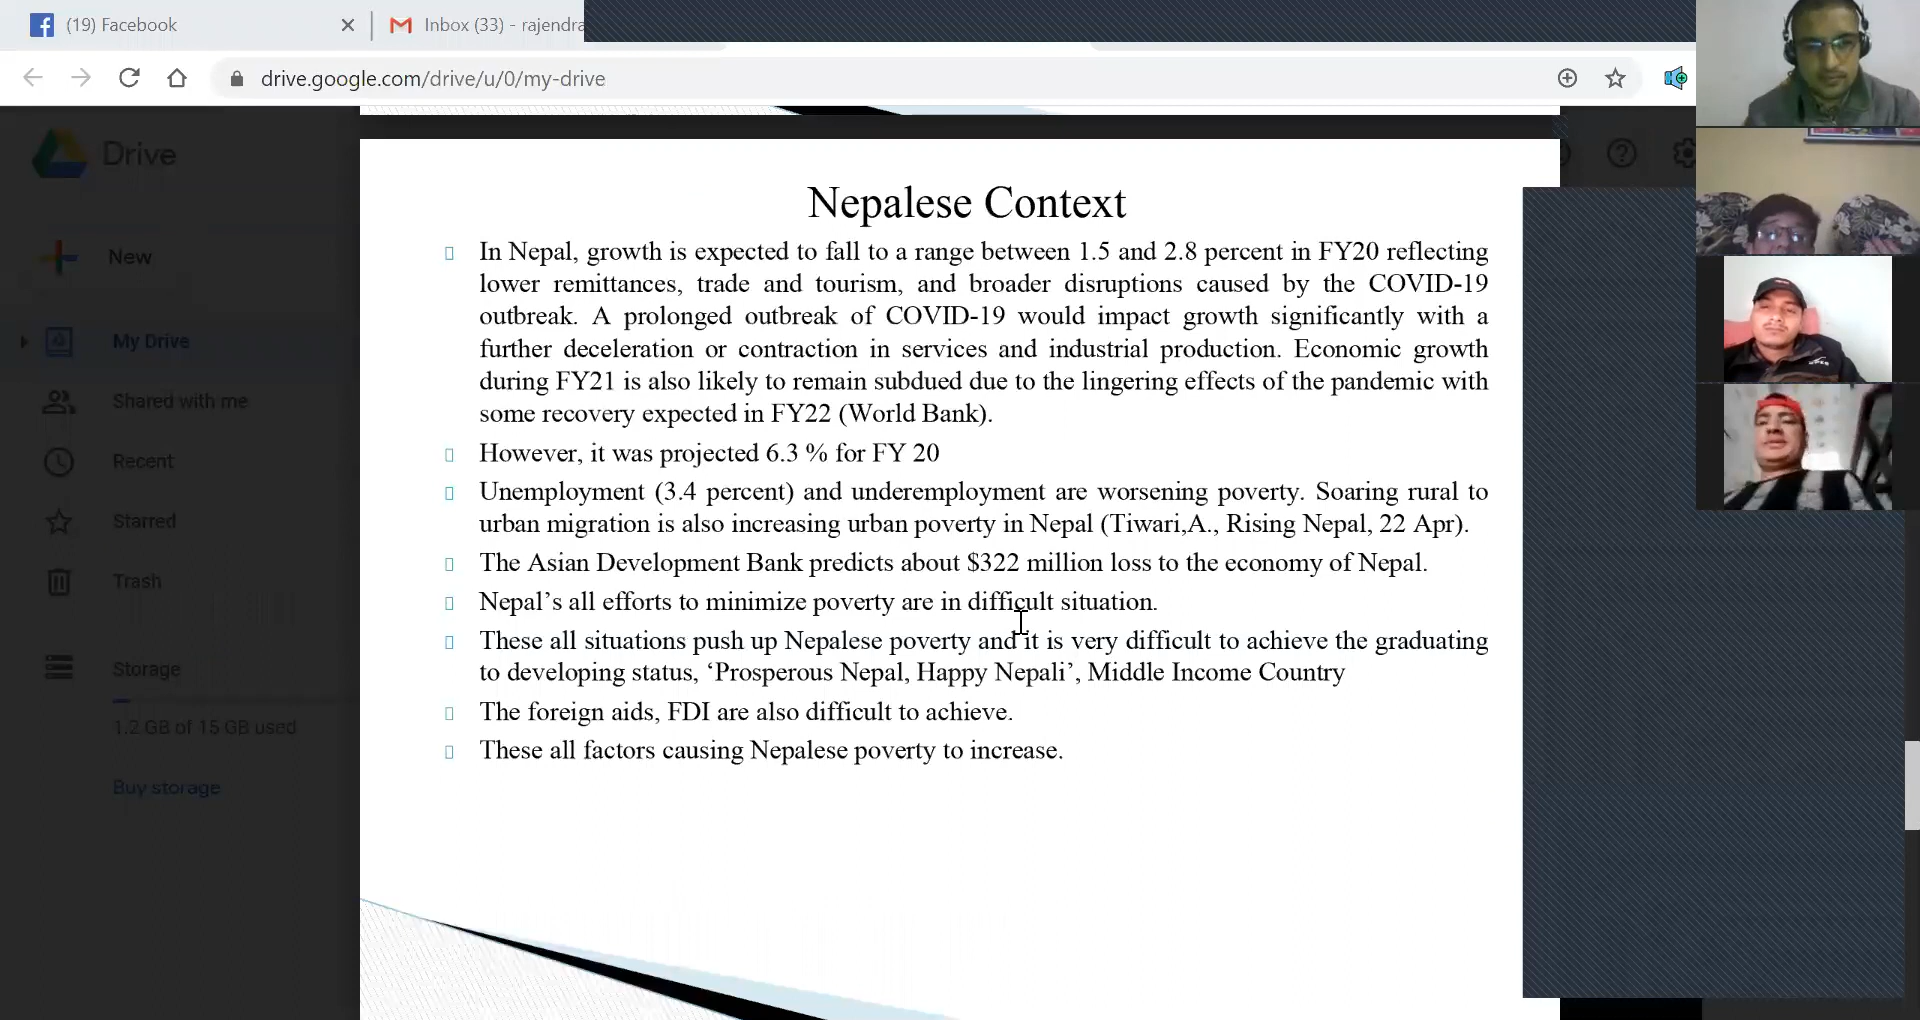 (19) Facebook
Inbox (33) - rajendra
drive.google.com/drive/u/0/my-drive
Drive
New
My Drive
Shared with me
Recent
Starred
Trash
Storage
1.2 GB of 15 GB used
Buy storage
Nepalese Context
In Nepal, growth is expected to fall to a range between 1.5 and 2.8 percent in FY20 reflecting
lower remittances, trade and tourism, and broader disruptions caused by the COVID-19
outbreak. A prolonged outbreak of COVID-19 would impact growth significantly with a
further deceleration or contraction in services and industrial production. Economic growth
during FY21 is also likely to remain subdued due to the lingering effects of the pandemic with
some recovery expected in FY22 (World Bank).
However, it was projected 6.3 % for FY 20
Unemployment (3.4 percent) and underemployment are worsening poverty. Soaring rural to
urban migration is also increasing urban poverty in Nepal (Tiwari,A., Rising Nepal, 22 Apr).
The Asian Development Bank predicts about $322 million loss to the economy of Nepal.
Nepal’s all efforts to minimize poverty are in difficult situation.
These all situations push up Nepalese poverty and it is very difficult to achieve the graduating
to developing status, ‘Prosperous Nepal, Happy Nepali’, Middle Income Country
The foreign aids, FDI are also difficult to achieve.
These all factors causing Nepalese poverty to increase.